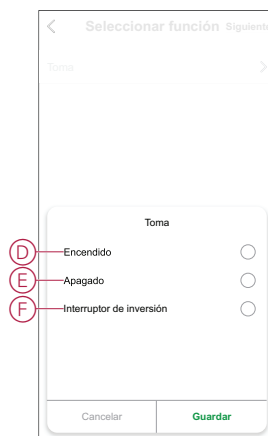 Seleccionar función Siguiente
Toma
Toma
D Encendido
E Apagado
F Interruptor de inversión
Cancelar Guardar